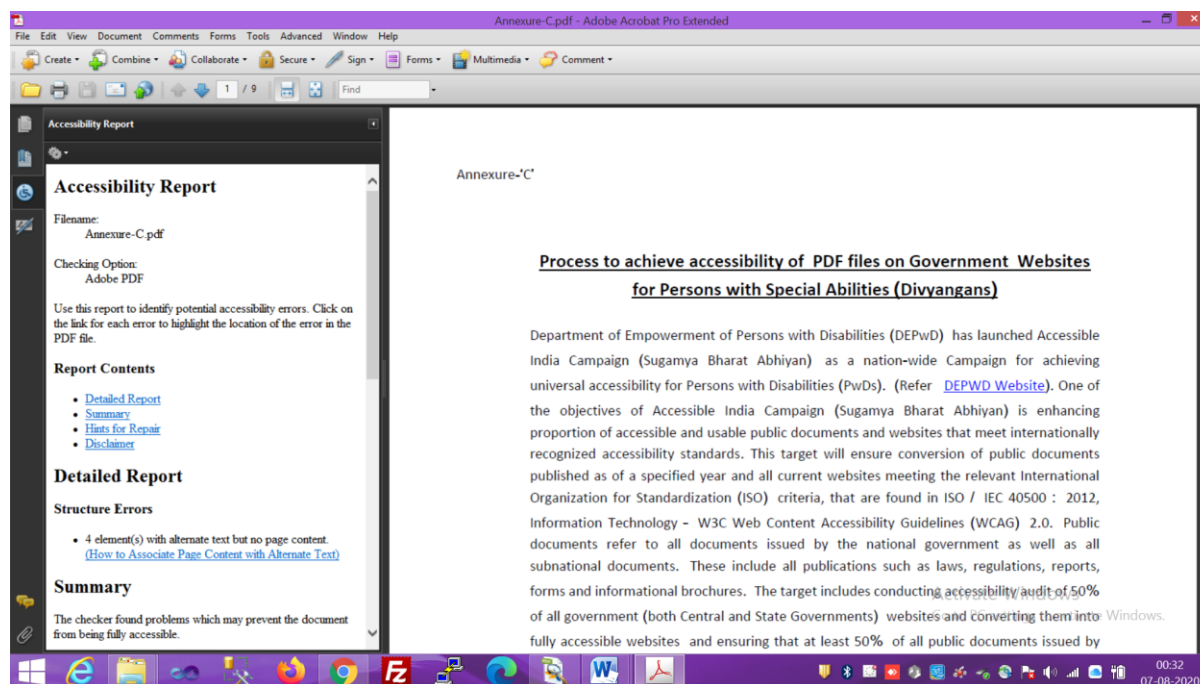 Annexure-C.pdf - Adobe Acrobat Pro Extended
File Edit View Document Comments Forms Tools Advanced Window Help
Create Combine Collaborate Secure Sign Forms Multimedia Comment
1 / 9 Find
Accessibility Report
Accessibility Report
Filename:
Annexure-C.pdf
Checking Option:
Adobe PDF
Use this report to identify potential accessibility errors. Click on
the link for each error to highlight the location of the error in the
PDF file.
Report Contents
• Detailed Report
• Summary
• Hints for Repair
• Disclaimer
Detailed Report
Structure Errors
• 4 element(s) with alternate text but no page content.
(How to Associate Page Content with Alternate Text)
Summary
The checker found problems which may prevent the document
from being fully accessible.
Annexure-'C'
Process to achieve accessibility of PDF files on Government Websites
for Persons with Special Abilities (Divyangans)
Department of Empowerment of Persons with Disabilities (DEPwD) has launched Accessible
India Campaign (Sugamya Bharat Abhiyan) as a nation-wide Campaign for achieving
universal accessibility for Persons with Disabilities (PwDs). (Refer DEPWD Website). One of
the objectives of Accessible India Campaign (Sugamya Bharat Abhiyan) is enhancing
proportion of accessible and usable public documents and websites that meet internationally
recognized accessibility standards. This target will ensure conversion of public documents
published as of a specified year and all current websites meeting the relevant International
Organization for Standardization (ISO) criteria, that are found in ISO / IEC 40500 : 2012,
Information Technology - W3C Web Content Accessibility Guidelines (WCAG) 2.0. Public
documents refer to all documents issued by the national government as well as all
subnational documents. These include all publications such as laws, regulations, reports,
forms and informational brochures. The target includes conducting accessibility audit of 50%
of all government (both Central and State Governments) websites and converting them into
fully accessible websites and ensuring that at least 50% of all public documents issued by
Activate Windows
Go to PC settings to activate Windows.
00:32
07-08-2020